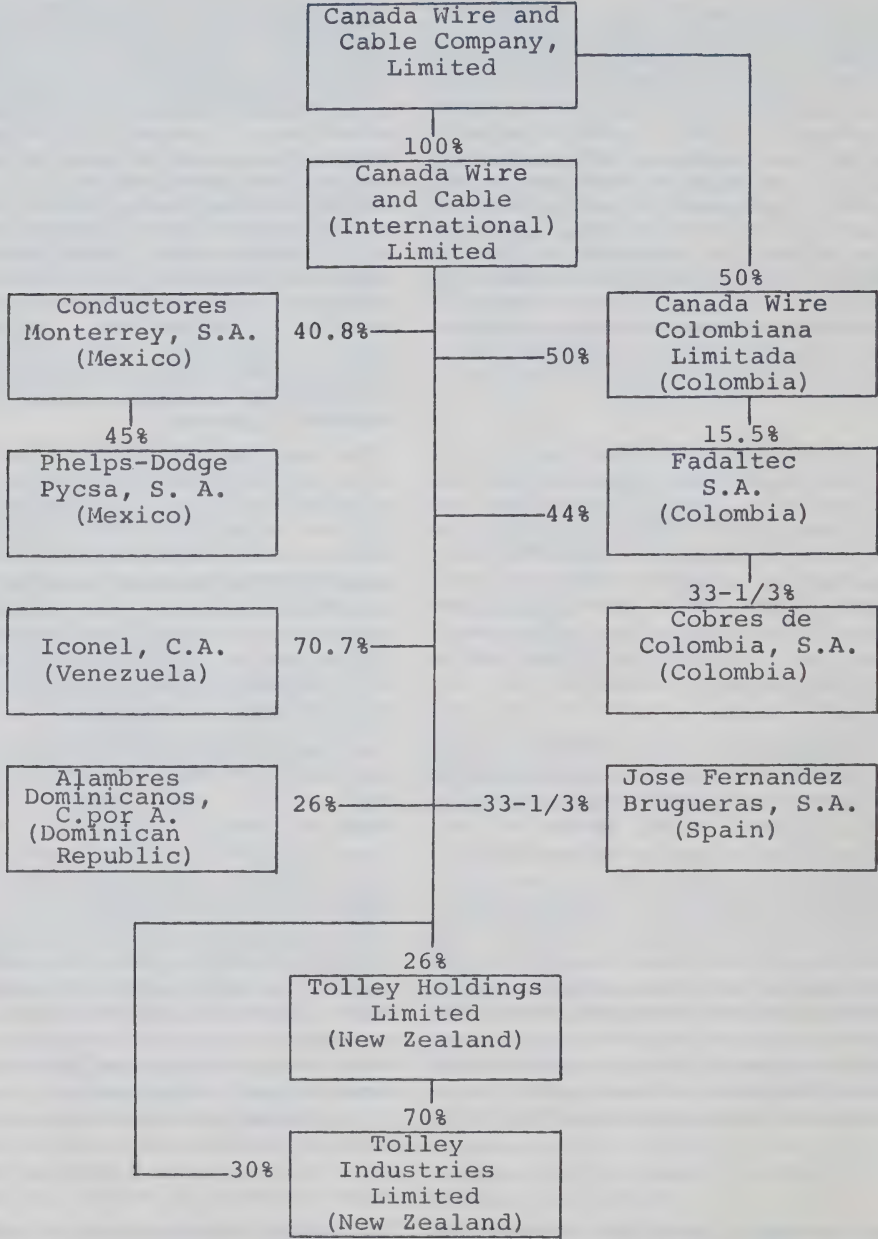 Canada Wire and
Cable Company,
Limited
100%
Canada Wire
and Cable
(International)
Limited
50%
Conductores
Monterrey, S.A.
(Mexico)
40.8%
50%
Canada Wire
Colombiana
Limitada
(Colombia)
45%
Phelps-Dodge
Pycsa, S. A.
(Mexico)
15.5%
Fadaltec
S.A.
(Colombia)
44%
33-1/3%
Cobres de
Colombia, S.A.
(Colombia)
Iconel, C.A.
(Venezuela)
70.7%
Alambres
Dominicanos,
C.por A.
(Dominican
Republic)
26%
33-1/3%
Jose Fernandez
Brugueras, S.A.
(Spain)
26%
Tolley Holdings
Limited
(New Zealand)
70%
Tolley
Industries
Limited
(New Zealand)
30%